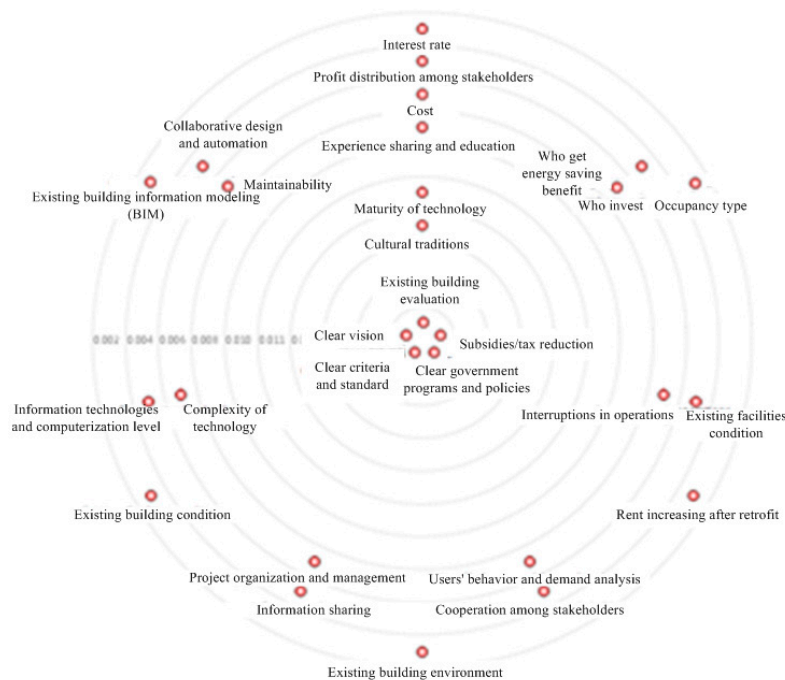 Interest rate
Profit distribution among stakeholders
Cost
Experience sharing and education
Collaborative design
and automation
Existing building information modeling
(BIM)
Maintainability
Who get
energy saving
benefit
Who invest
Occupancy type
Maturity of technology
Cultural traditions
Existing building
evaluation
Clear vision
Subsidies/tax reduction
Clear criteria
and standard
Clear government
programs and policies
0.002 0.004 0.006 0.008 0.010 0.011
Information technologies
and computerization level
Complexity of
technology
Interruptions in operations
Existing facilities
condition
Existing building condition
Rent increasing after retrofit
Project organization and management
Information sharing
Users' behavior and demand analysis
Cooperation among stakeholders
Existing building environment